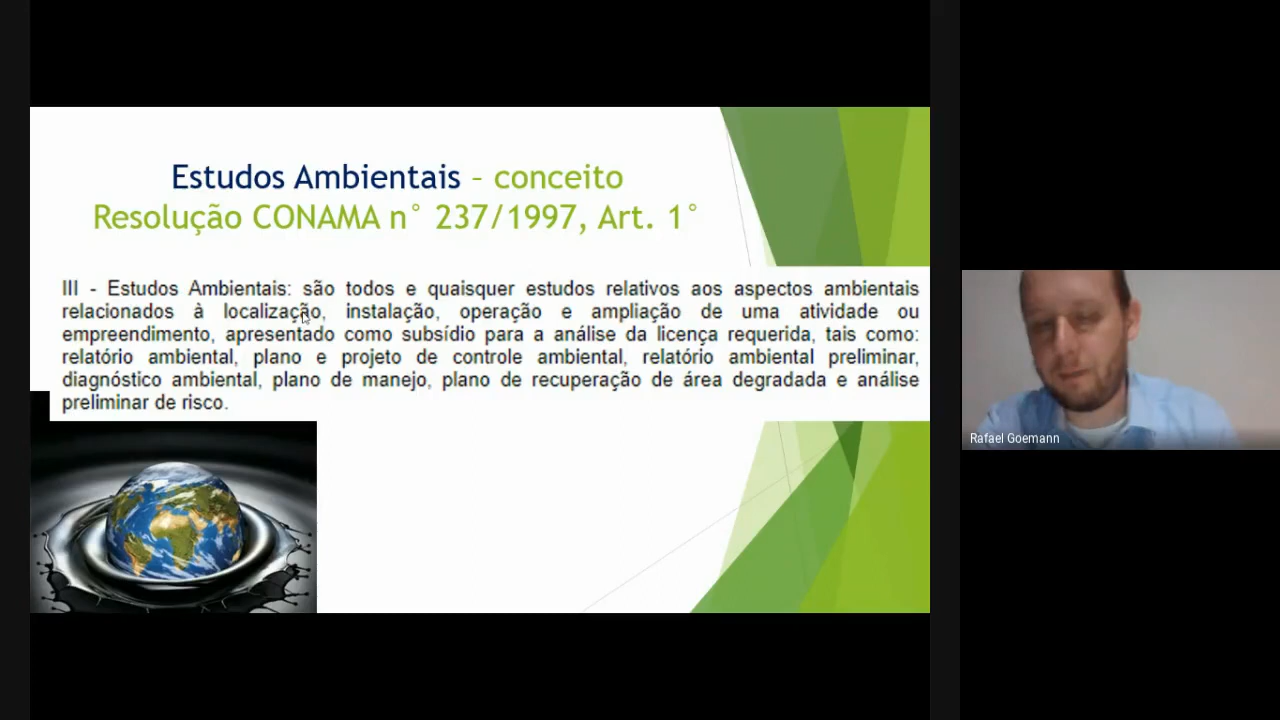 Estudos Ambientais – conceito
Resolução CONAMA n° 237/1997, Art. 1°
III - Estudos Ambientais: são todos e quaisquer estudos relativos aos aspectos ambientais
relacionados à localização, instalação, operação e ampliação de uma atividade ou
empreendimento, apresentado como subsídio para a análise da licença requerida, tais como:
relatório ambiental, plano e projeto de controle ambiental, relatório ambiental preliminar,
diagnóstico ambiental, plano de manejo, plano de recuperação de área degradada e análise
preliminar de risco.
Rafael Goemann